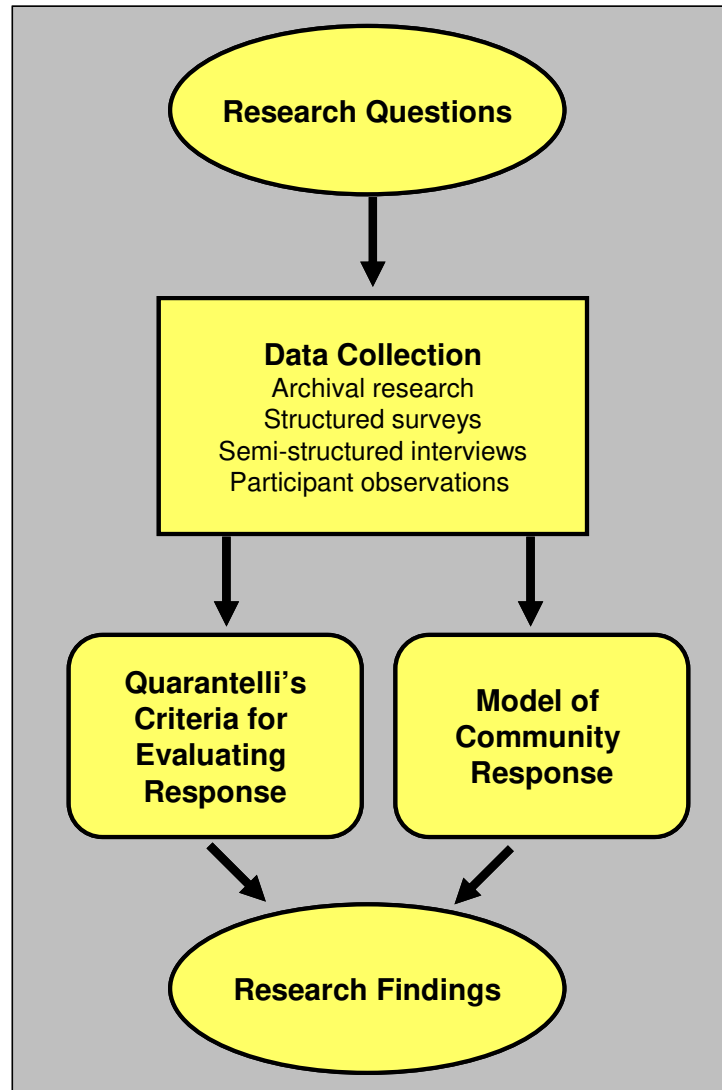 Research Questions
Data Collection
Archival research
Structured surveys
Semi-structured interviews
Participant observations
Quarantelli’s
Criteria for
Evaluating
Response
Model of
Community
Response
Research Findings